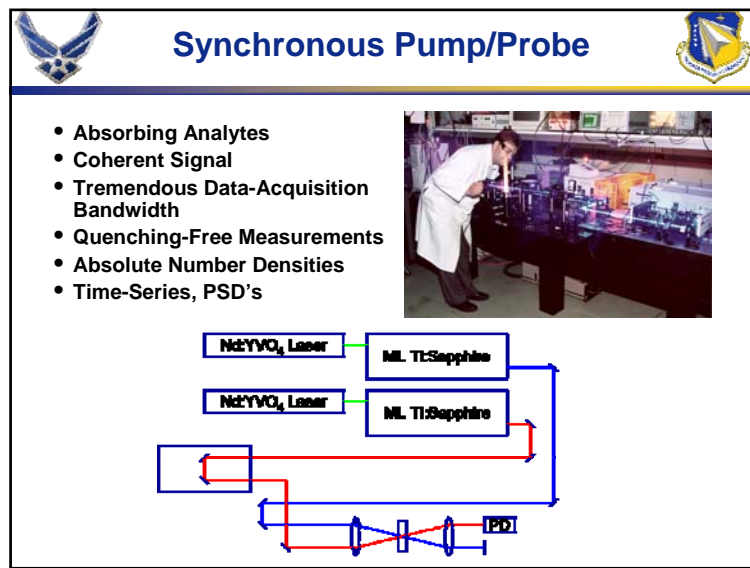 Synchronous Pump/Probe
• Absorbing Analytes
• Coherent Signal
• Tremendous Data-Acquisition
Bandwidth
• Quenching-Free Measurements
• Absolute Number Densities
• Time-Series, PSD's
Nd:YVO₄ Laser
ML Ti:Sapphire
Nd:YVO₄ Laser
ML Ti:Sapphire
PD